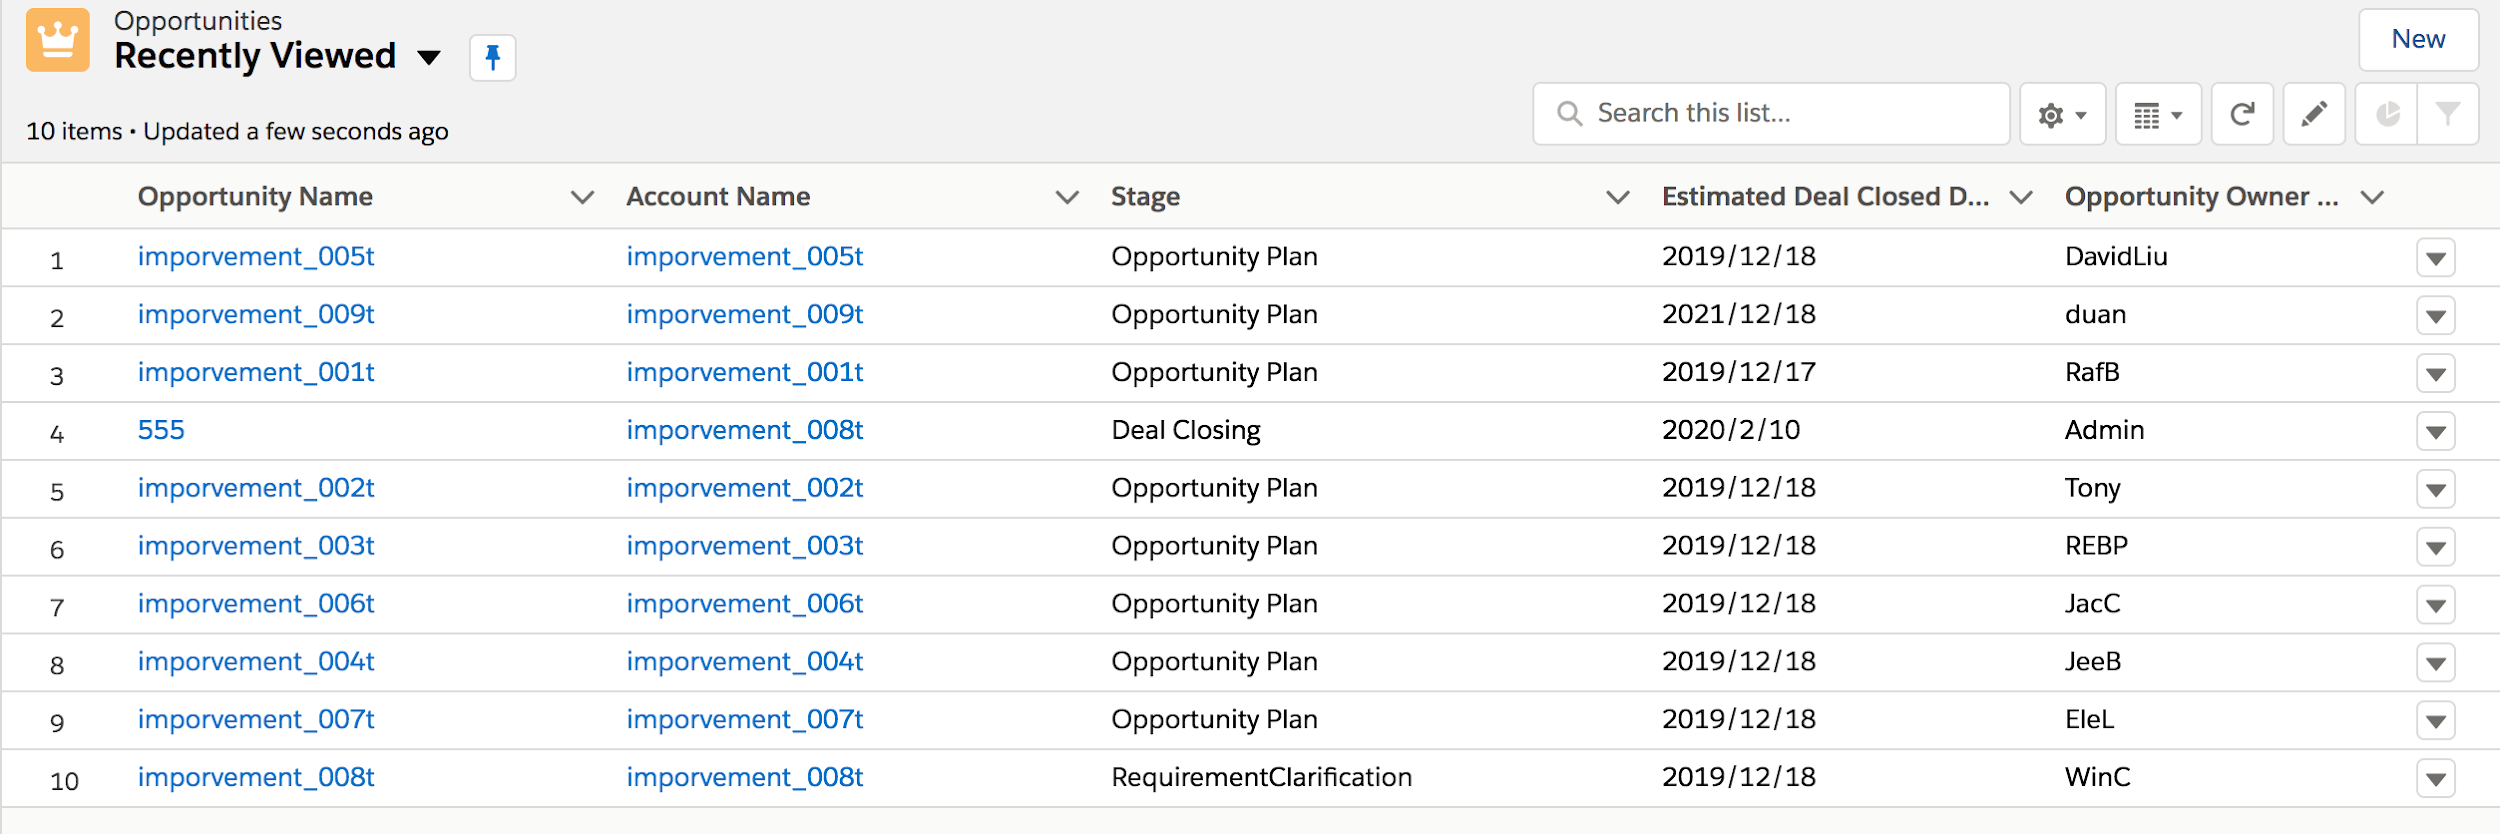 Opportunities
Recently Viewed
New
10 items • Updated a few seconds ago
Search this list...
Opportunity Name Account Name Stage Estimated Deal Closed D... Opportunity Owner ...
1 imporvement_005t imporvement_005t Opportunity Plan 2019/12/18 DavidLiu
2 imporvement_009t imporvement_009t Opportunity Plan 2021/12/18 duan
3 imporvement_001t imporvement_001t Opportunity Plan 2019/12/17 RafB
4 555 imporvement_008t Deal Closing 2020/2/10 Admin
5 imporvement_002t imporvement_002t Opportunity Plan 2019/12/18 Tony
6 imporvement_003t imporvement_003t Opportunity Plan 2019/12/18 REBP
7 imporvement_006t imporvement_006t Opportunity Plan 2019/12/18 JacC
8 imporvement_004t imporvement_004t Opportunity Plan 2019/12/18 JeeB
9 imporvement_007t imporvement_007t Opportunity Plan 2019/12/18 EleL
10 imporvement_008t imporvement_008t RequirementClarification 2019/12/18 WinC